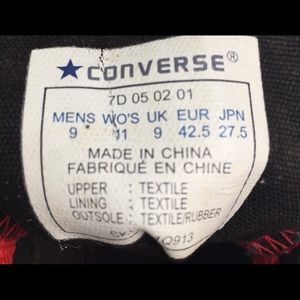 CONVERSE®
7D 05 02 01
MENS WO'S UK EUR JPN
9 11 9 42.5 27.5
MADE IN CHINA
FABRIQUÉ EN CHINE
UPPER : TEXTILE
LINING : TEXTILE
OUTSOLE : TEXTILE/RUBBER